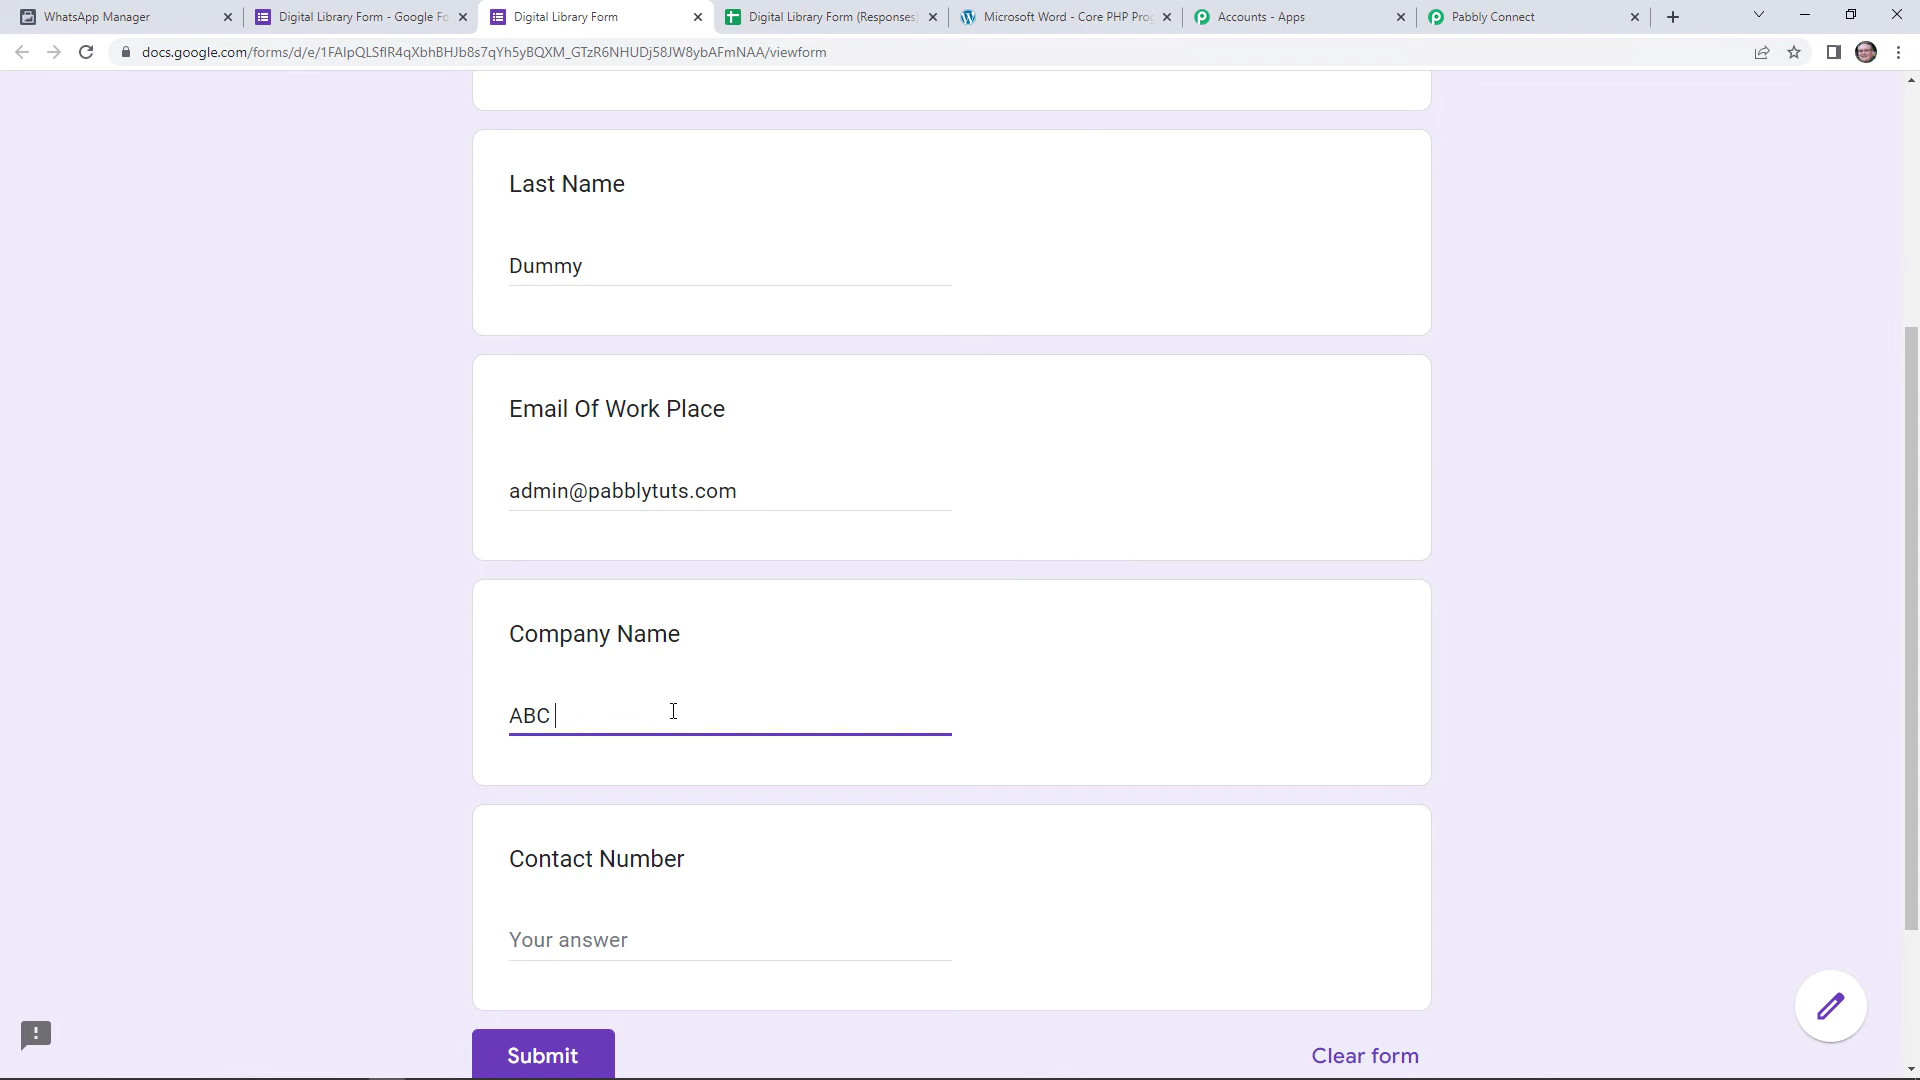 WhatsApp Manager
Digital Library Form - Google Fo
Digital Library Form
Digital Library Form (Responses)
Microsoft Word - Core PHP Prog
Accounts - Apps
Pabbly Connect
docs.google.com/forms/d/e/1FAIpQLSflR4qXbhBHJb8s7qYh5yBQXM_GTzR6NHUDj58JW8ybAFmNAA/viewform
Last Name
Dummy
Email Of Work Place
admin@pabblytuts.com
Company Name
ABC
Contact Number
Your answer
Submit
Clear form